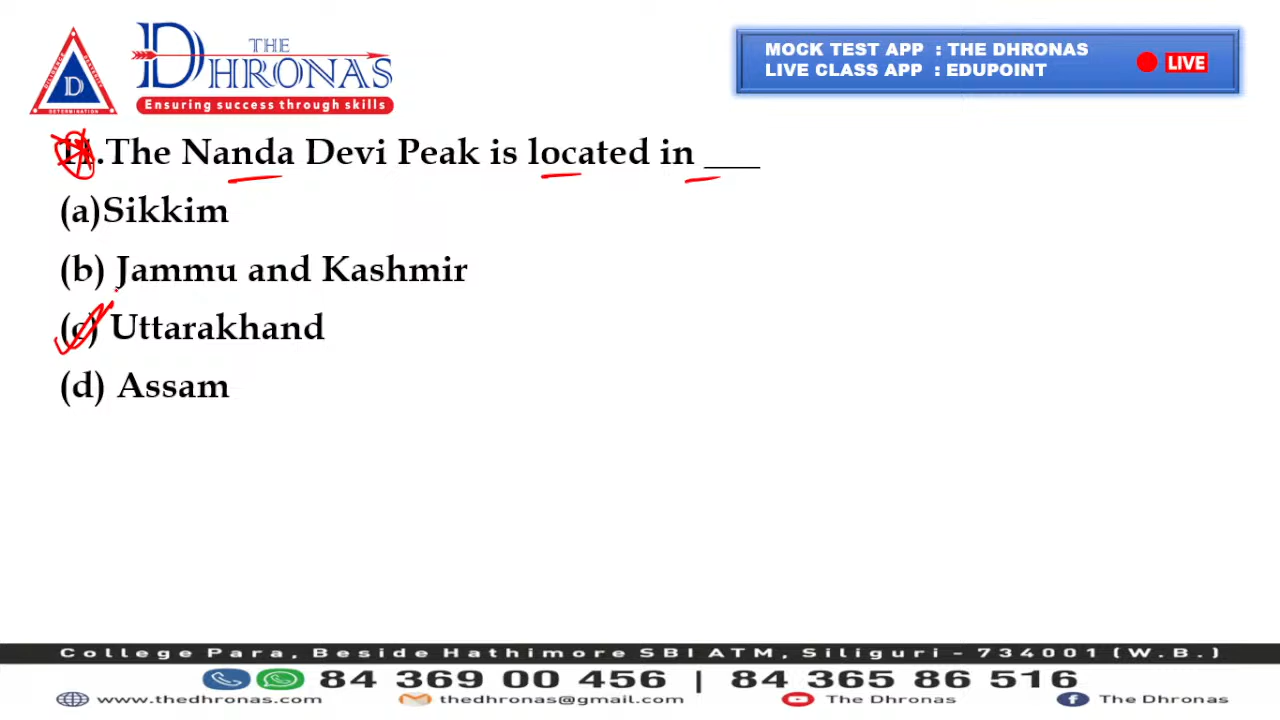 THE
DHRONAS
Ensuring success through skills
D
DETERMINATION
MOCK TEST APP : THE DHRONAS
LIVE CLASS APP : EDUPOINT
LIVE
11.The Nanda Devi Peak is located in ___
(a)Sikkim
(b) Jammu and Kashmir
(c) Uttarakhand
(d) Assam
College Para, Beside Hathimore SBI ATM, Siliguri - 734001 (W.B.)
84 369 00 456 | 84 365 86 516
www.thedhronas.com thedhronas@gmail.com The Dhronas The Dhronas